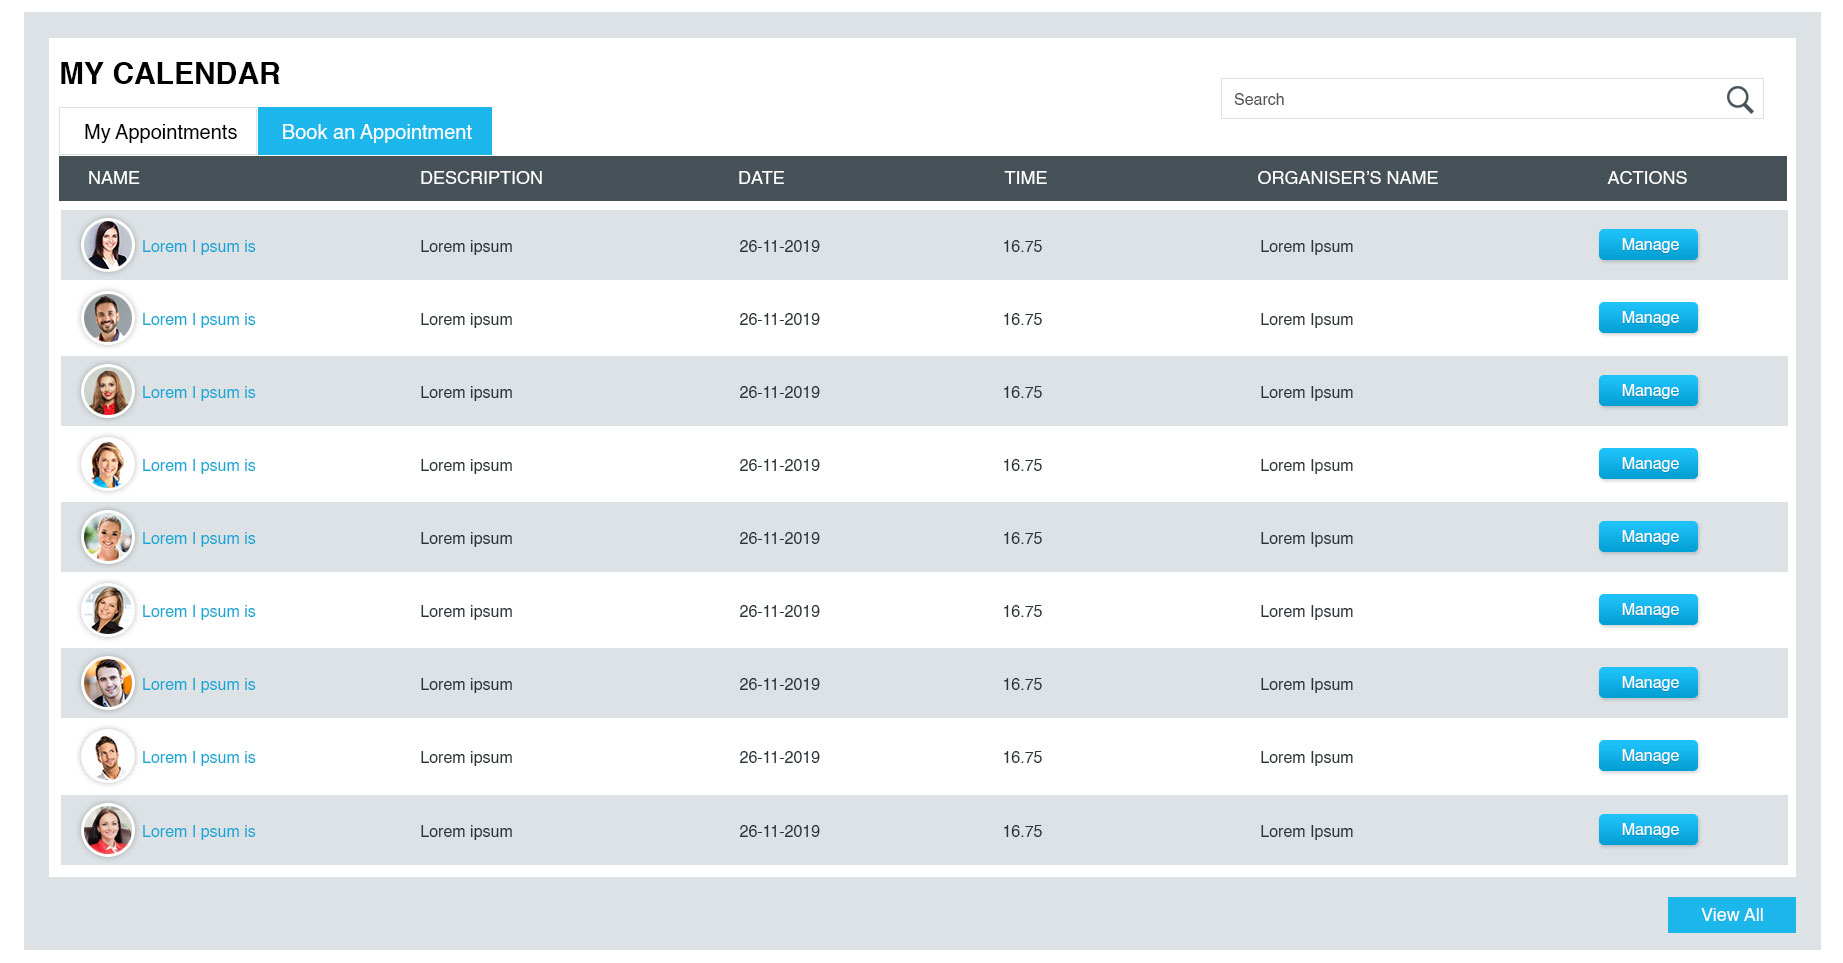 MY CALENDAR
Search
My Appointments Book an Appointment
NAME DESCRIPTION DATE TIME ORGANISER’S NAME ACTIONS
Lorem I psum is Lorem ipsum 26-11-2019 16.75 Lorem Ipsum Manage
Lorem I psum is Lorem ipsum 26-11-2019 16.75 Lorem Ipsum Manage
Lorem I psum is Lorem ipsum 26-11-2019 16.75 Lorem Ipsum Manage
Lorem I psum is Lorem ipsum 26-11-2019 16.75 Lorem Ipsum Manage
Lorem I psum is Lorem ipsum 26-11-2019 16.75 Lorem Ipsum Manage
Lorem I psum is Lorem ipsum 26-11-2019 16.75 Lorem Ipsum Manage
Lorem I psum is Lorem ipsum 26-11-2019 16.75 Lorem Ipsum Manage
Lorem I psum is Lorem ipsum 26-11-2019 16.75 Lorem Ipsum Manage
Lorem I psum is Lorem ipsum 26-11-2019 16.75 Lorem Ipsum Manage
View All